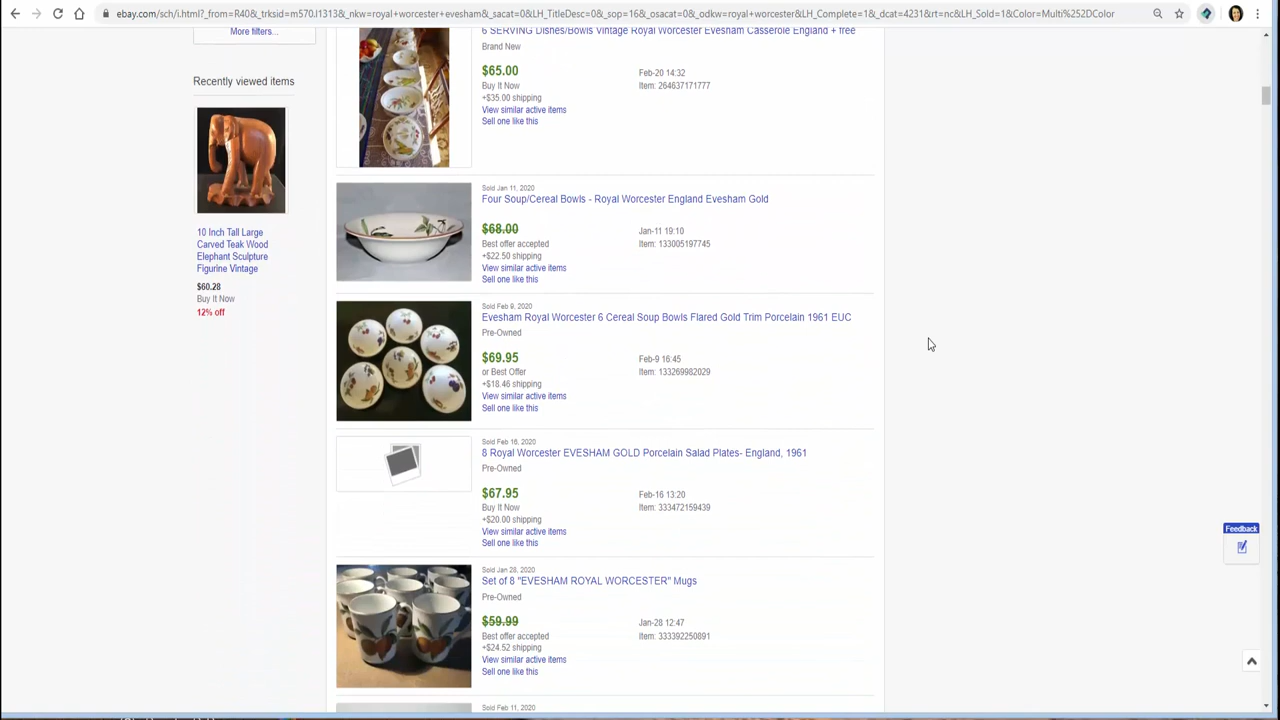 ebay.com/sch/i.html?_from=R40&_trksid=m570.l1313&_nkw=royal+worcester+evesham&_sacat=0&LH_TitleDesc=0&_sop=16&_osacat=0&_odkw=royal+worcester&LH_Complete=1&_dcat=4231&rt=nc&LH_Sold=1&Color=Multi%252DColor
More filters...
Recently viewed items
10 Inch Tall Large
Carved Teak Wood
Elephant Sculpture
Figurine Vintage
$60.28
Buy It Now
12% off
6 SERVING Dishes/Bowls Vintage Royal Worcester Evesham Casserole England + free
Brand New
$65.00
Feb-20 14:32
Buy It Now
Item: 264637171777
+$35.00 shipping
View similar active items
Sell one like this
Sold Jan 11, 2020
Four Soup/Cereal Bowls - Royal Worcester England Evesham Gold
$68.00
Jan-11 19:10
Best offer accepted
Item: 133005197745
+$22.50 shipping
View similar active items
Sell one like this
Sold Feb 9, 2020
Evesham Royal Worcester 6 Cereal Soup Bowls Flared Gold Trim Porcelain 1961 EUC
Pre-Owned
$69.95
Feb-9 16:45
or Best Offer
Item: 133269982029
+$18.46 shipping
View similar active items
Sell one like this
Sold Feb 16, 2020
8 Royal Worcester EVESHAM GOLD Porcelain Salad Plates- England, 1961
Pre-Owned
$67.95
Feb-16 13:20
Buy It Now
Item: 333472159439
+$20.00 shipping
View similar active items
Sell one like this
Sold Jan 28, 2020
Set of 8 "EVESHAM ROYAL WORCESTER" Mugs
Pre-Owned
$59.99
Jan-28 12:47
Best offer accepted
Item: 333392250891
+$24.52 shipping
View similar active items
Sell one like this
Sold Feb 11, 2020
Feedback